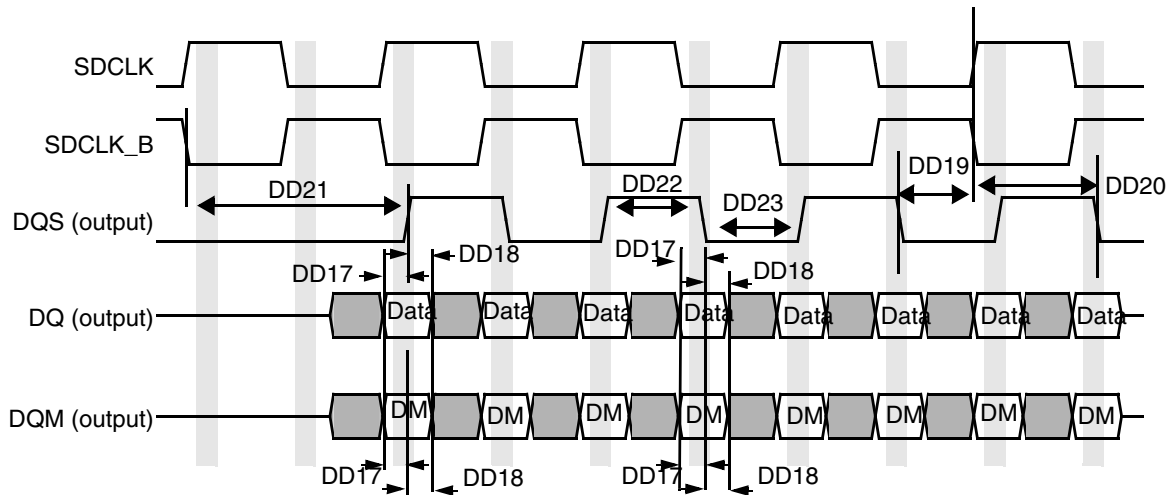 SDCLK
SDCLK_B
DD19
DD21
DD22
DD20
DD23
DQS (output)
DD17
DD18
DD17
DD18
DQ (output)
Data
Data
Data
Data
Data
Data
Data
Data
DQM (output)
DM
DM
DM
DM
DM
DM
DM
DM
DD17
DD18
DD17
DD18